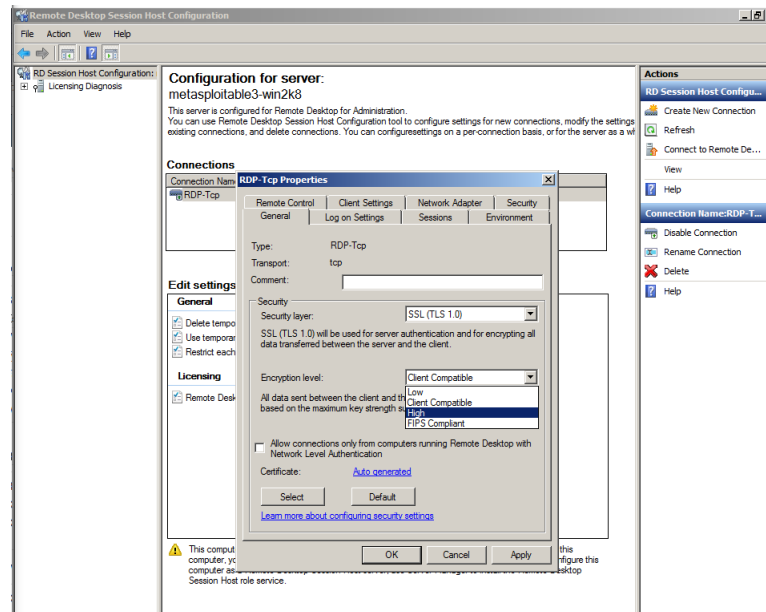 Remote Desktop Session Host Configuration
File Action View Help
RD Session Host Configuration:
Licensing Diagnosis
Configuration for server:
metasploitable3-win2k8
This server is configured for Remote Desktop for Administration.
You can use Remote Desktop Session Host Configuration tool to configure settings for new connections, modify the settings
existing connections, and delete connections. You can configuresettings on a per-connection basis, or for the server as a wh
Connections
Connection Nam
RDP-Tcp
Edit settings
General
Delete tempo
Use temporar
Restrict each
Licensing
Remote Desk
This comput
computer, yo
computer as
Session Host role service.
this
nfigure this
esktop
RDP-Tcp Properties
Remote Control Client Settings Network Adapter Security
General Log on Settings Sessions Environment
Type: RDP-Tcp
Transport: tcp
Comment:
Security
Security layer: SSL (TLS 1.0)
SSL (TLS 1.0) will be used for server authentication and for encrypting all
data transferred between the server and the client.
Encryption level: Client Compatible
Low
Client Compatible
High
FIPS Compliant
All data sent between the client and th
based on the maximum key strength su
Allow connections only from computers running Remote Desktop with
Network Level Authentication
Certificate: Auto generated
Select Default
Learn more about configuring security settings
OK Cancel Apply
Actions
RD Session Host Configu...
Create New Connection
Refresh
Connect to Remote De...
View
Help
Connection Name:RDP-T...
Disable Connection
Rename Connection
Delete
Help